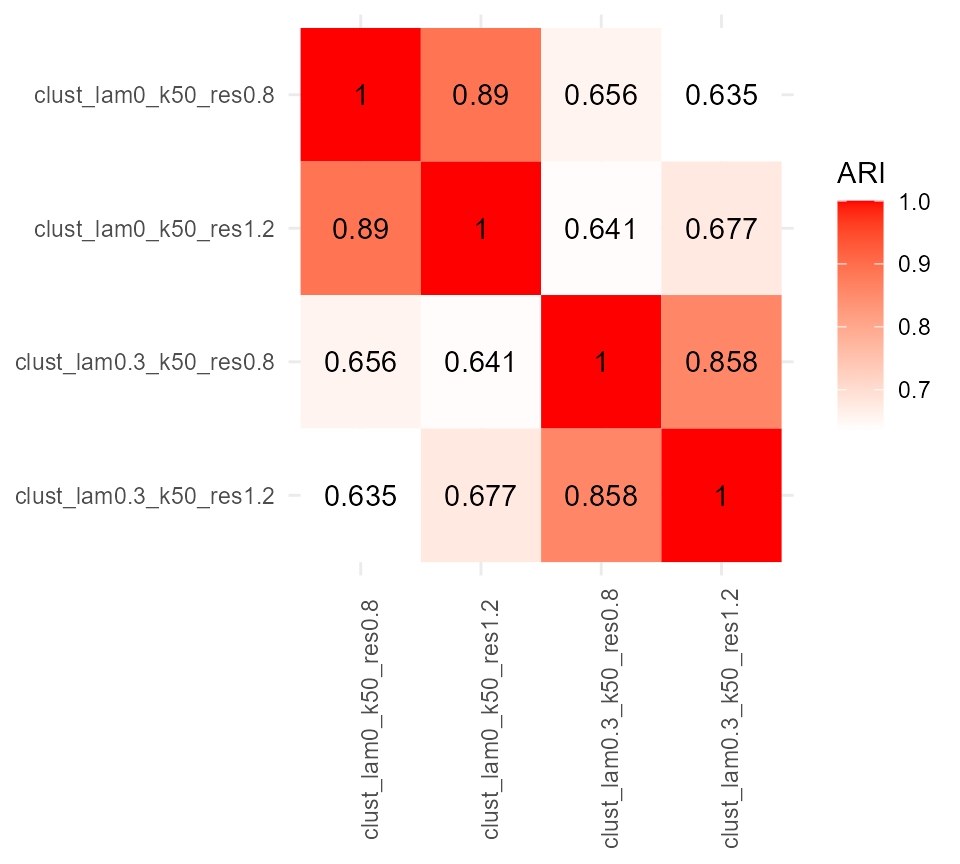 clust_lam0_k50_res0.8 1 0.89 0.656 0.635
clust_lam0_k50_res1.2 0.89 1 0.641 0.677
clust_lam0.3_k50_res0.8 0.656 0.641 1 0.858
clust_lam0.3_k50_res1.2 0.635 0.677 0.858 1
clust_lam0_k50_res0.8
clust_lam0_k50_res1.2
clust_lam0.3_k50_res0.8
clust_lam0.3_k50_res1.2
ARI
1.0
0.9
0.8
0.7